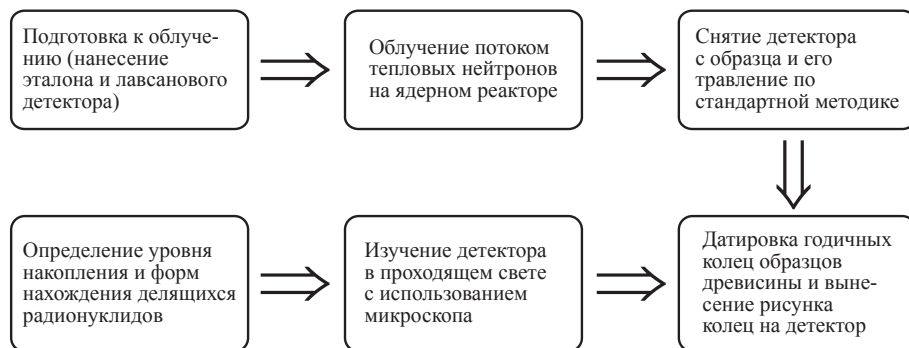 Подготовка к облуче-
нию (нанесение
эталона и лавсанового
детектора)
Облучение потоком
тепловых нейтронов
на ядерном реакторе
Снятие детектора
с образца и его
травление по
стандартной методике
Определение уровня
накопления и форм
нахождения делящихся
радионуклидов
Изучение детектора
в проходящем свете
с использованием
микроскопа
Датировка годичных
колец образцов
древисины и выне-
сение рисунка
колец на детектор